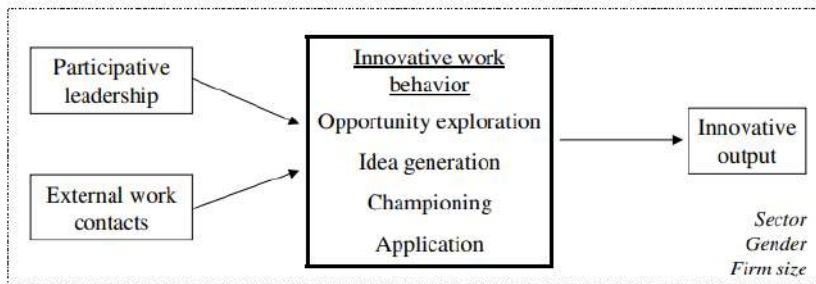 Participative
leadership
External work
contacts
Innovative work
behavior
Opportunity exploration
Idea generation
Championing
Application
Innovative
output
Sector
Gender
Firm size